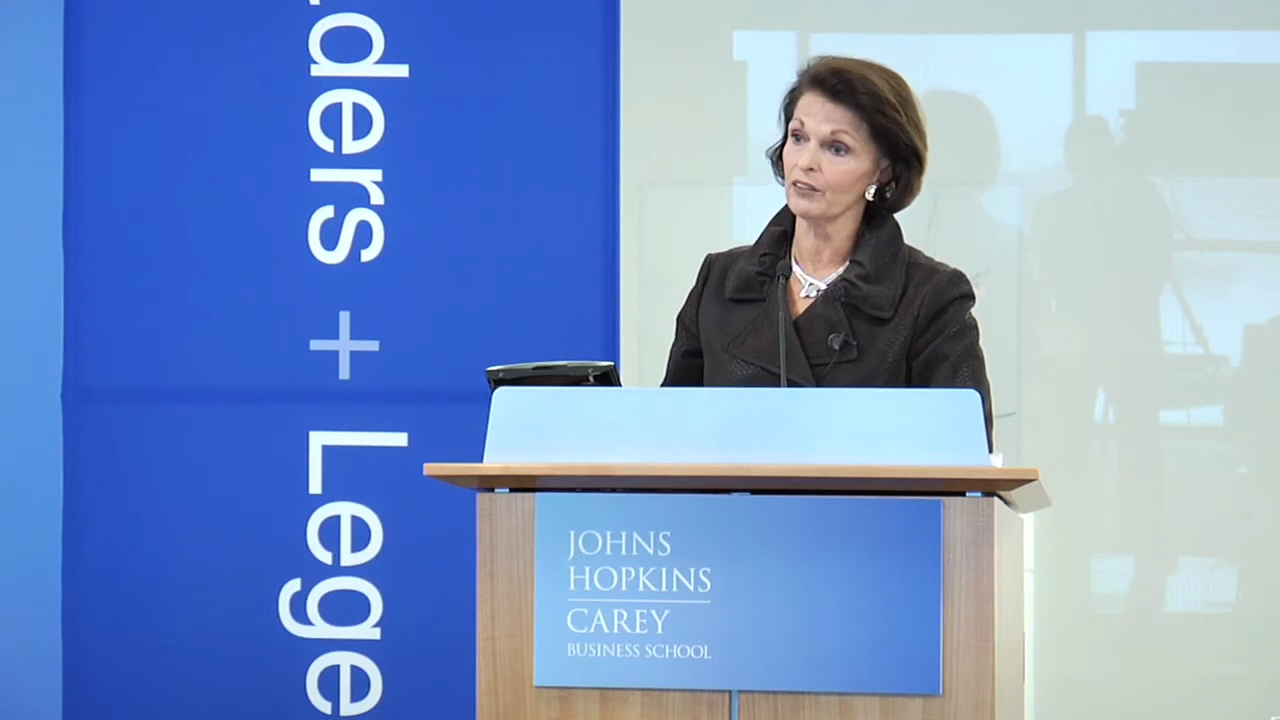 ders + Lege
JOHNS
HOPKINS
CAREY
BUSINESS SCHOOL